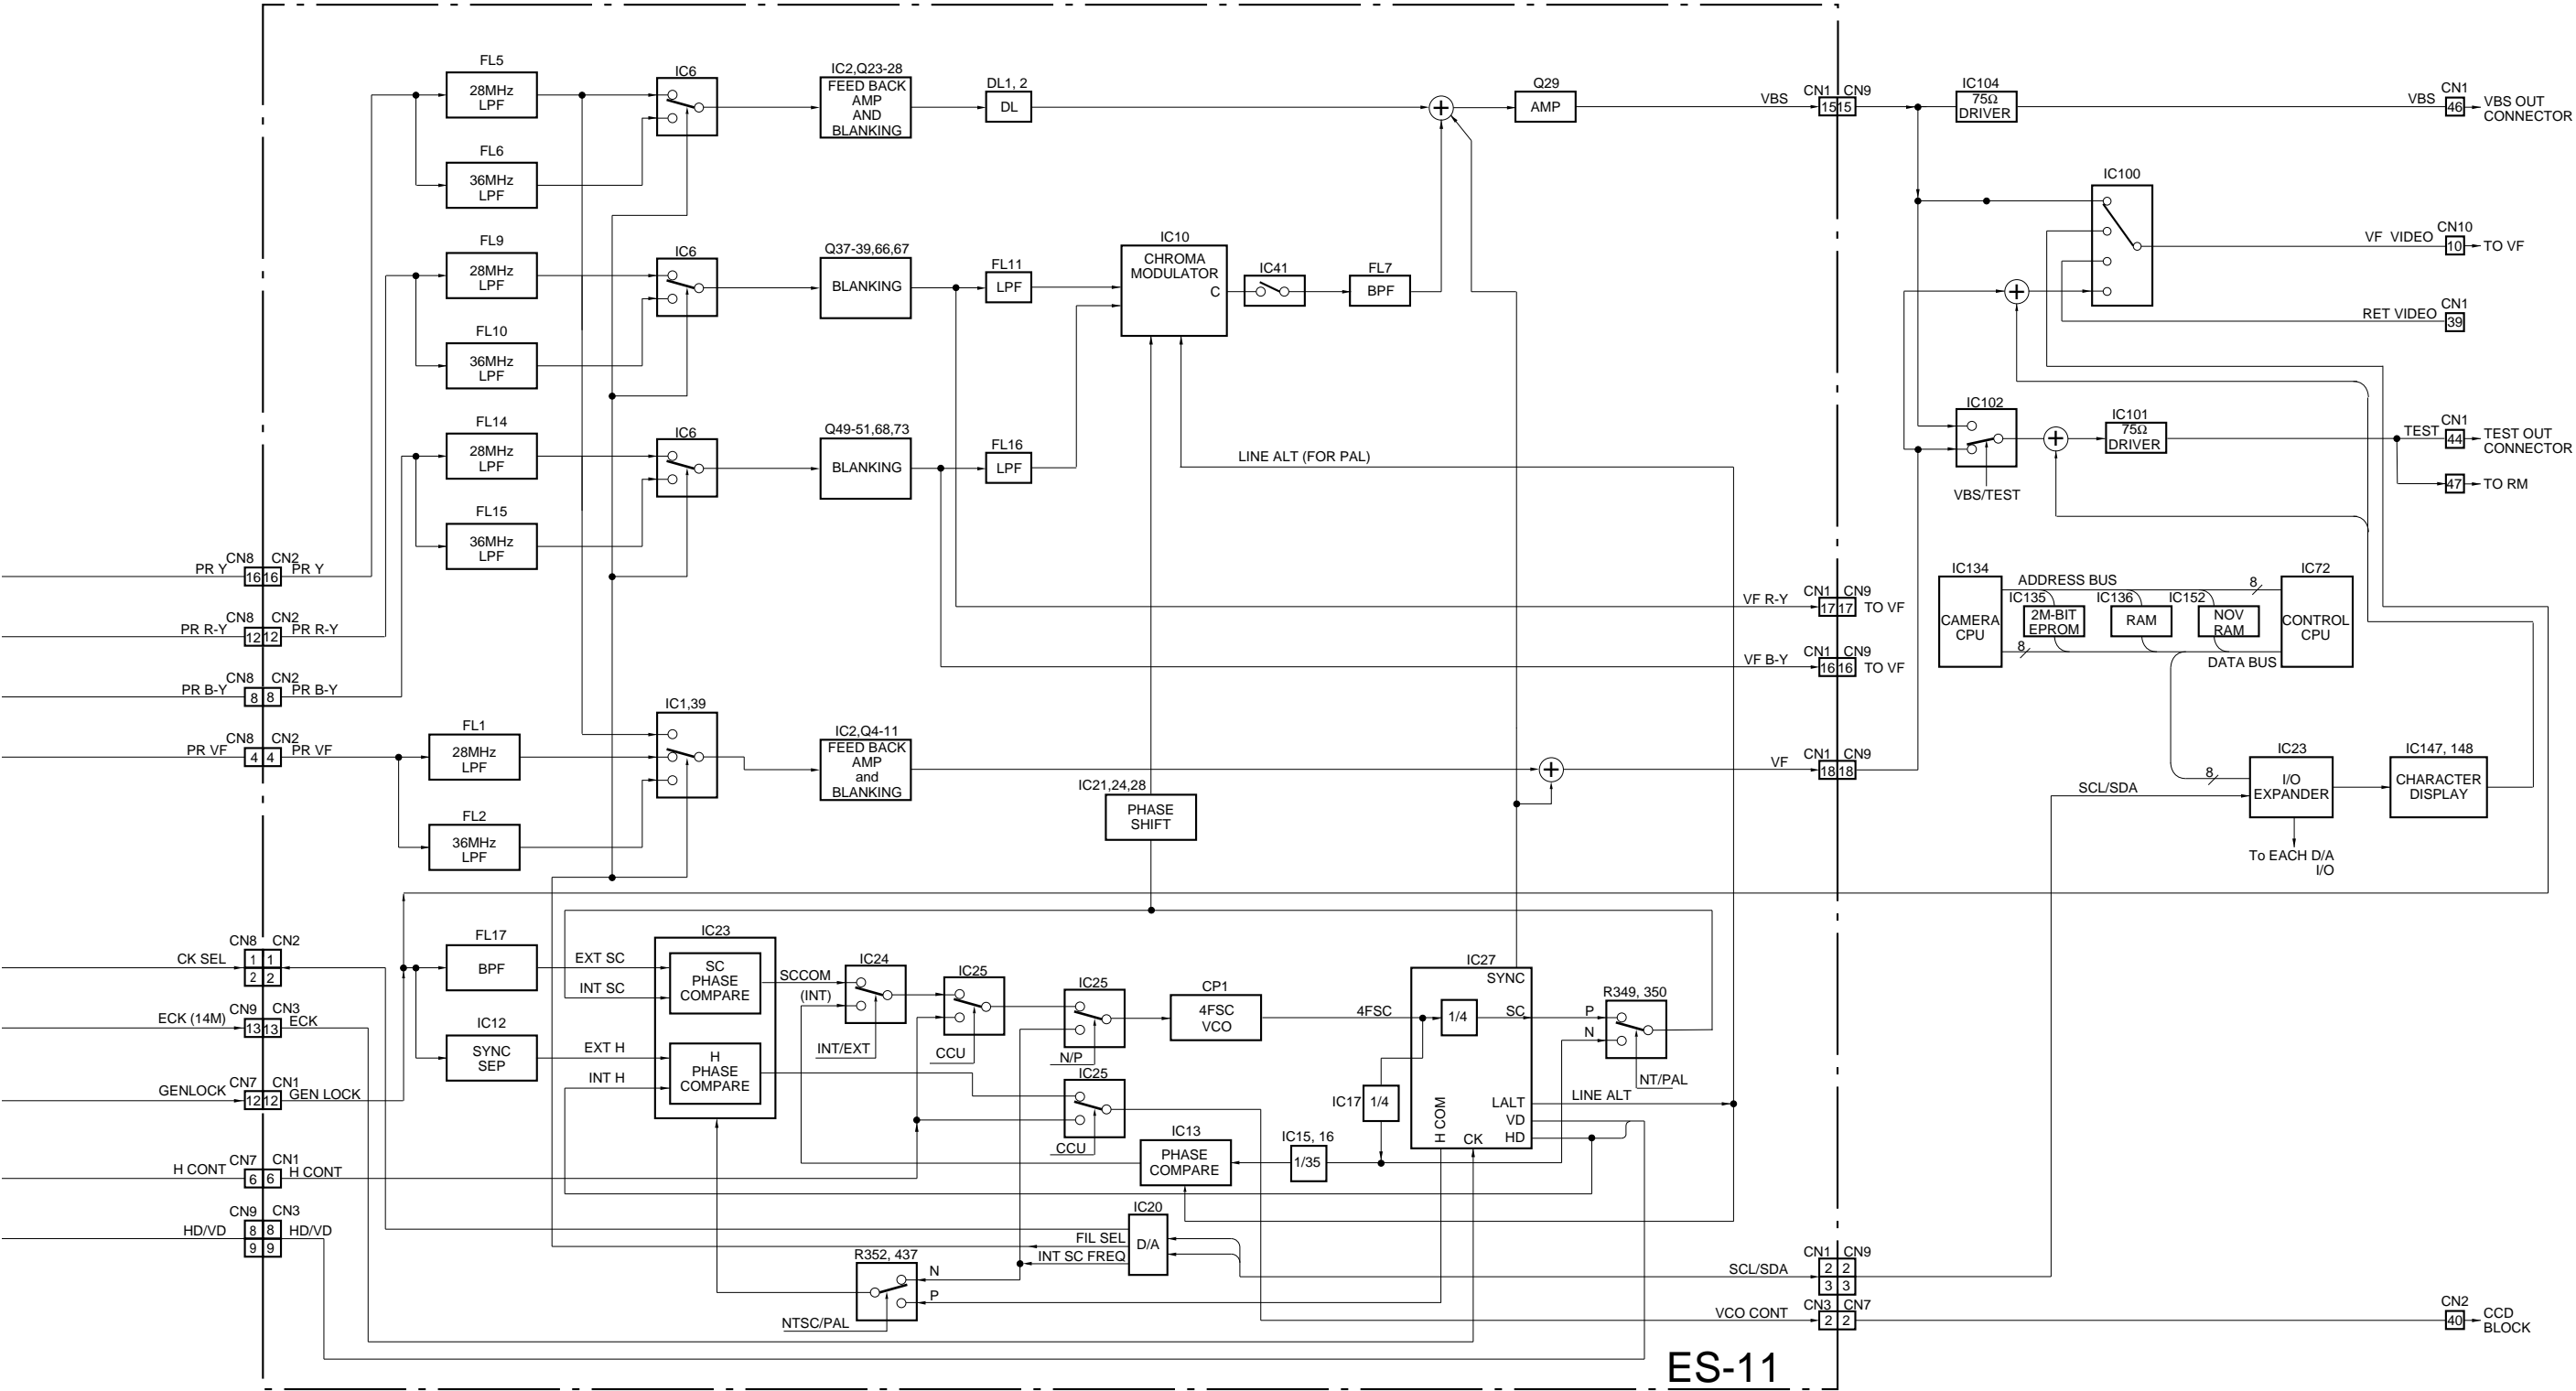 FL5
28MHz
LPF
FL6
36MHz
LPF
IC6
IC2,Q23-28
FEED BACK
AMP
AND
BLANKING
DL1, 2
DL
Q29
AMP
VBS
CN1 CN9
15 15
IC104
75Ω
DRIVER
VBS
CN1
46
VBS OUT
CONNECTOR
FL9
28MHz
LPF
FL10
36MHz
LPF
IC6
Q37-39,66,67
BLANKING
FL11
LPF
IC10
CHROMA
MODULATOR
C
IC41
FL7
BPF
IC100
VF VIDEO
CN10
10
TO VF
RET VIDEO
CN1
39
FL14
28MHz
LPF
FL15
36MHz
LPF
IC6
Q49-51,68,73
BLANKING
FL16
LPF
LINE ALT (FOR PAL)
IC102
VBS/TEST
IC101
75Ω
DRIVER
TEST
CN1
44
TEST OUT
CONNECTOR
47
TO RM
PR Y
CN8 CN2
16 16
PR Y
PR R-Y
CN8 CN2
12 12
PR R-Y
PR B-Y
CN8 CN2
8 8
PR B-Y
PR VF
CN8 CN2
4 4
PR VF
VF R-Y
CN1 CN9
17 17
TO VF
VF B-Y
CN1 CN9
16 16
TO VF
IC134
CAMERA
CPU
ADDRESS BUS
8
IC135
2M-BIT
EPROM
IC136
RAM
IC152
NOV
RAM
IC72
CONTROL
CPU
8
DATA BUS
FL1
28MHz
LPF
FL2
36MHz
LPF
IC1,39
IC2,Q4-11
FEED BACK
AMP
and
BLANKING
IC21,24,28
PHASE
SHIFT
VF
CN1 CN9
18 18
SCL/SDA
8
IC23
I/O
EXPANDER
IC147, 148
CHARACTER
DISPLAY
To EACH D/A
I/O
CK SEL
CN8 CN2
1 1
2 2
ECK (14M)
CN9 CN3
13 13
ECK
GENLOCK
CN7 CN1
12 12
GEN LOCK
H CONT
CN7 CN1
6 6
H CONT
HD/VD
CN9 CN3
8 8
9 9
HD/VD
FL17
BPF
IC12
SYNC
SEP
EXT SC
INT SC
EXT H
INT H
IC23
SC
PHASE
COMPARE
H
PHASE
COMPARE
SCCOM
(INT)
IC24
INT/EXT
IC25
CCU
IC25
N/P
IC25
CCU
CP1
4FSC
VCO
4FSC
IC27
SYNC
1/4
SC
LALT
VD
HD
H COM
CK
R349, 350
P
N
NT/PAL
LINE ALT
IC17
1/4
IC15, 16
1/35
IC13
PHASE
COMPARE
IC20
D/A
FIL SEL
INT SC FREQ
R352, 437
N
P
NTSC/PAL
SCL/SDA
CN1 CN9
2 2
3 3
VCO CONT
CN3 CN7
2 2
CN2
40
CCD
BLOCK
ES-11